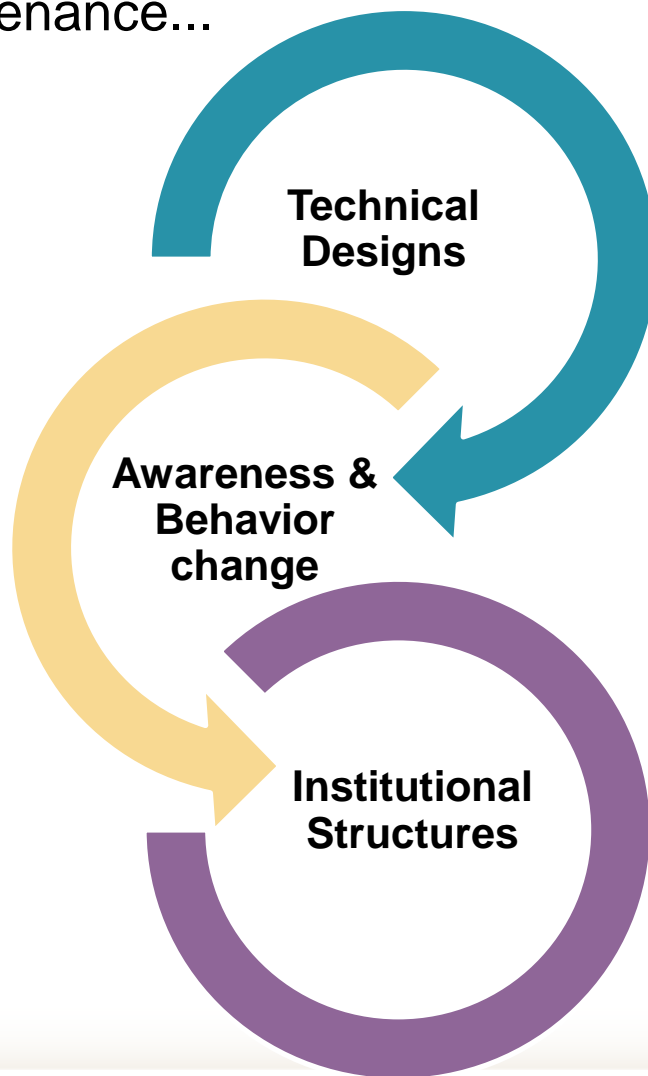 enance...
Technical
Designs
Awareness &
Behavior
change
Institutional
Structures